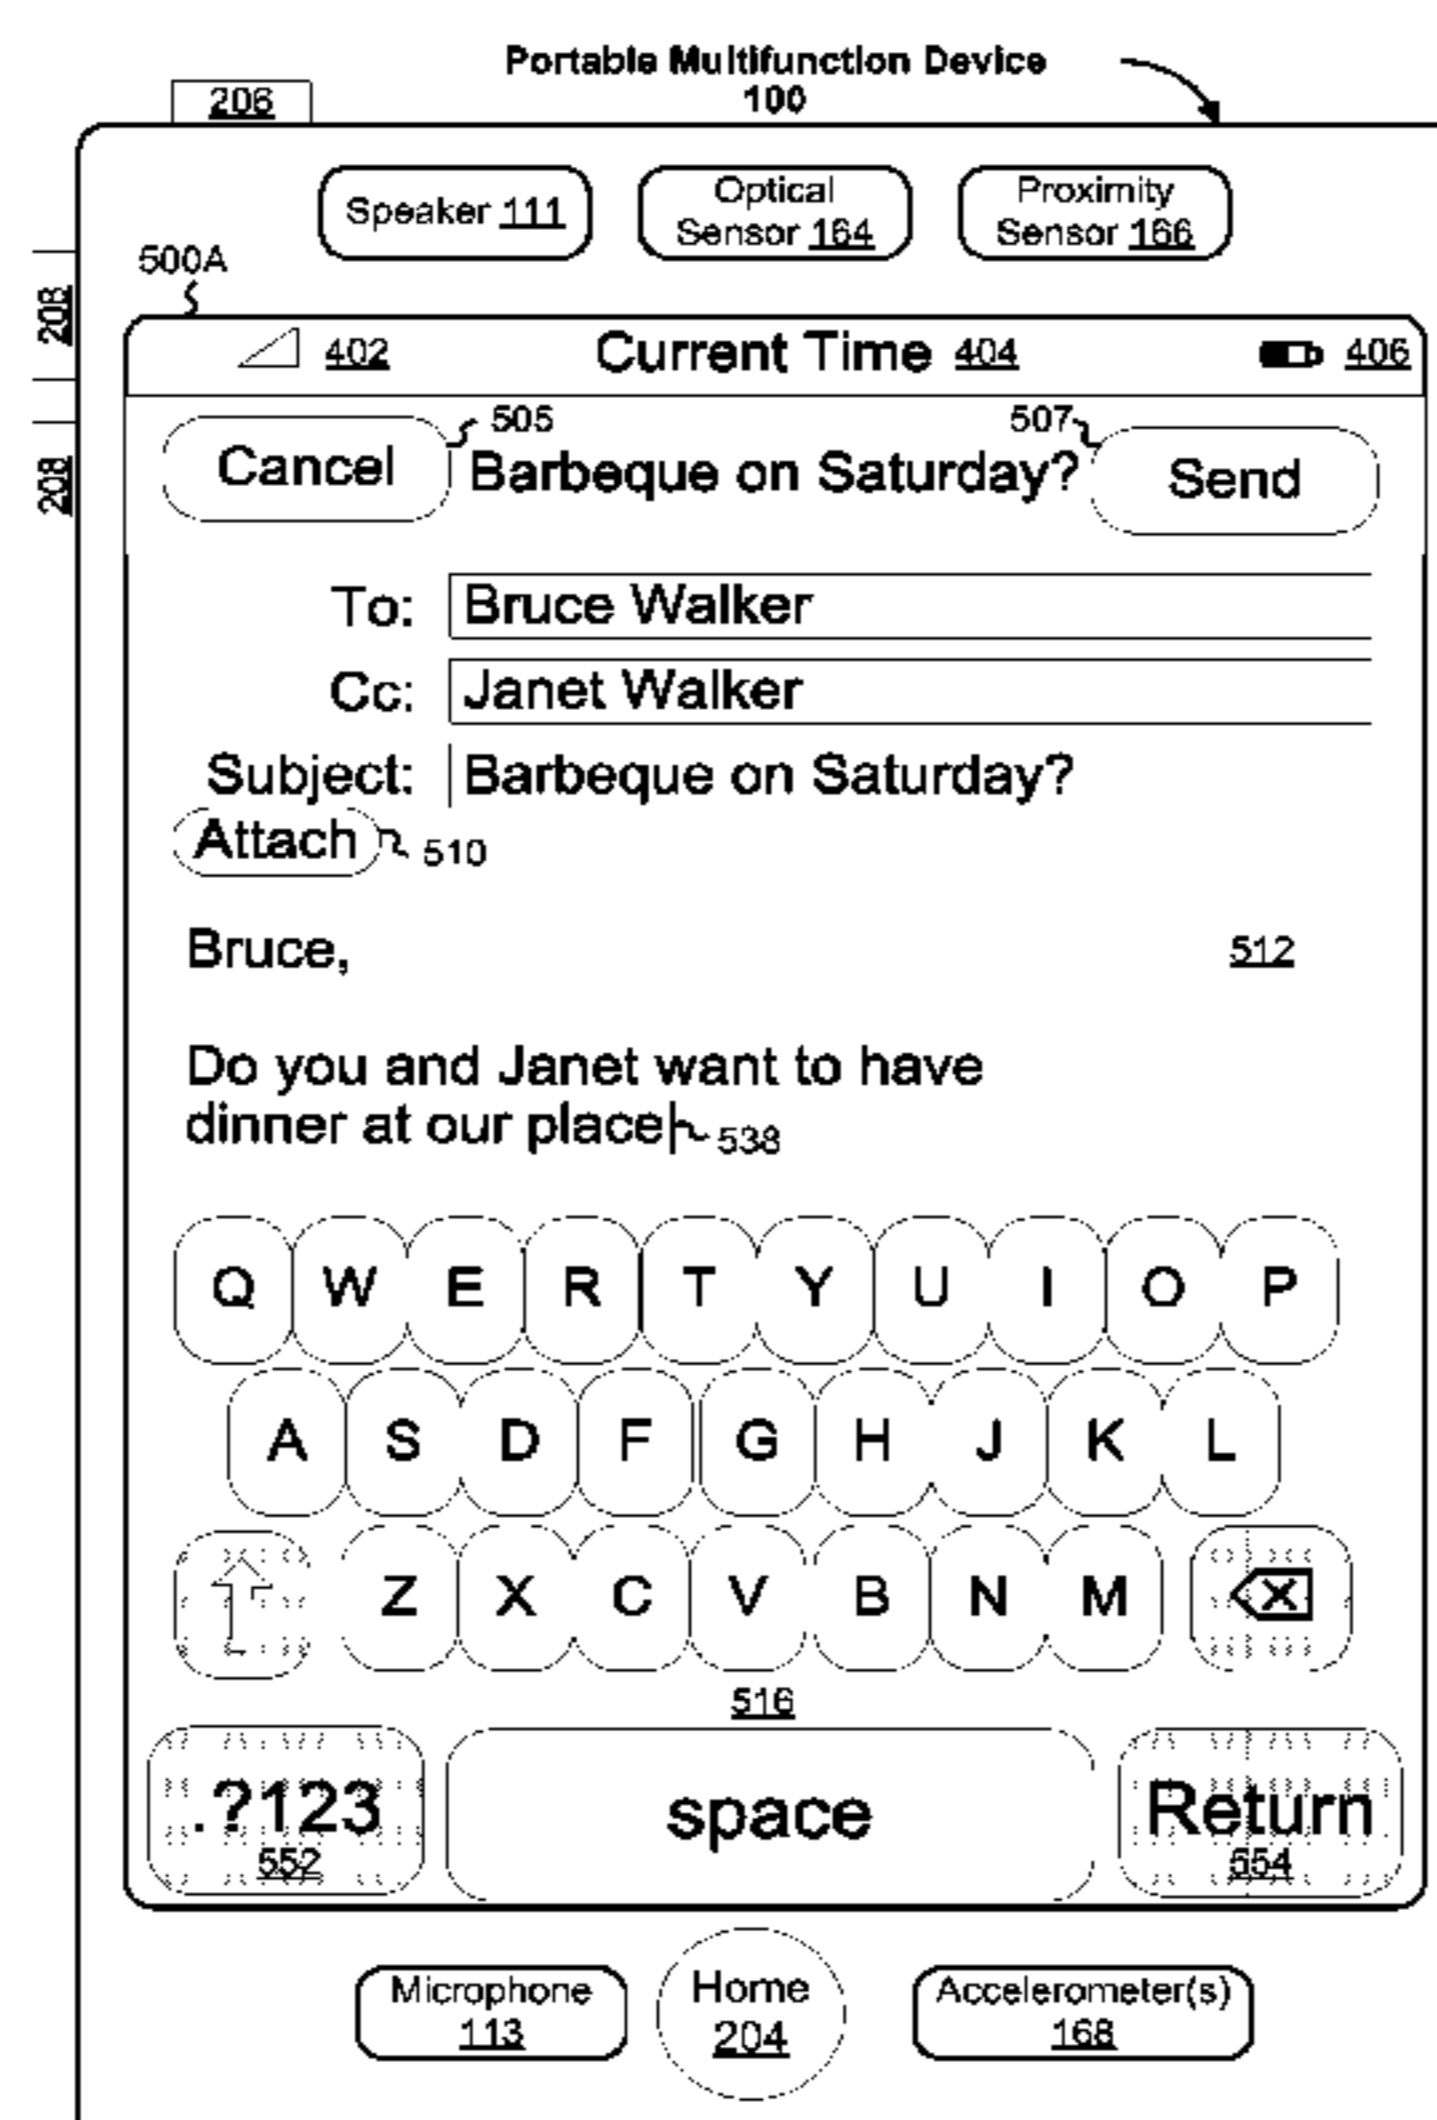 Portable Multifunction Device
100
206
Speaker 111
Optical
Sensor 164
Proximity
Sensor 166
500A
208
208
402 Current Time 404 406
505 507
Cancel Barbeque on Saturday? Send
To: Bruce Walker
Cc: Janet Walker
Subject: Barbeque on Saturday?
Attach 510
Bruce, 512
Do you and Janet want to have
dinner at our place 538
Q W E R T Y U I O P
A S D F G H J K L
Z X C V B N M
516
.?123 space Return
552 554
Microphone
113
Home
204
Accelerometer(s)
168